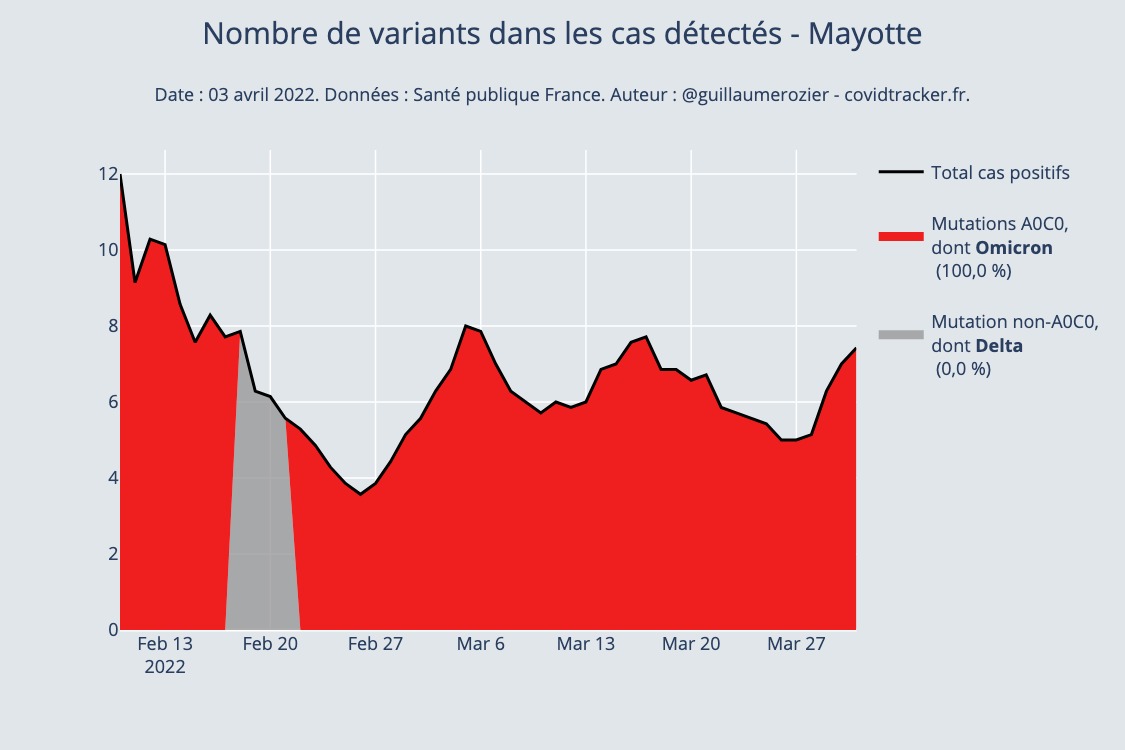 Nombre de variants dans les cas détectés - Mayotte
Date : 03 avril 2022. Données : Santé publique France. Auteur : @guillaumerozier - covidtracker.fr.
12
10
8
6
4
2
0
Feb 13
2022
Feb 20
Feb 27
Mar 6
Mar 13
Mar 20
Mar 27
Total cas positifs
Mutations A0C0,
dont Omicron
(100,0 %)
Mutation non-A0C0,
dont Delta
(0,0 %)